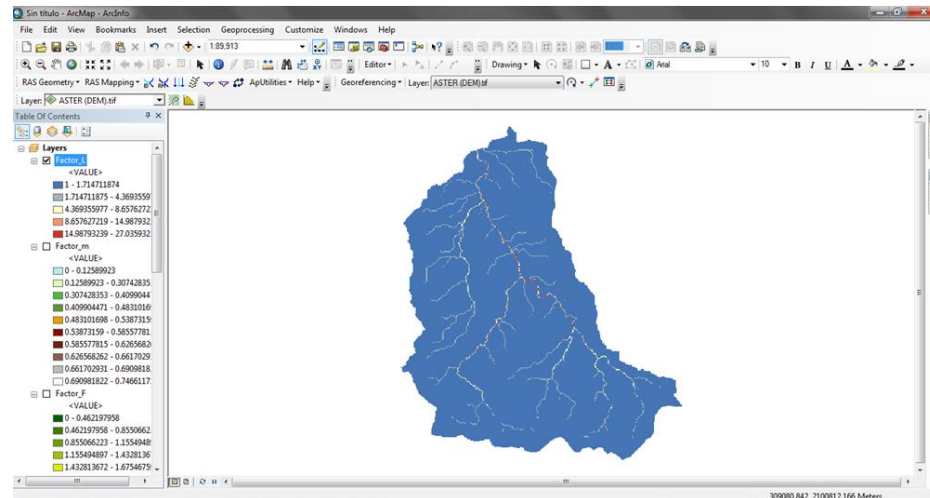 Sin título - ArcMap - ArcInfo
File Edit View Bookmarks Insert Selection Geoprocessing Customize Windows Help
1:89,913
Editor Drawing Arial 10 B I U A
RAS Geometry RAS Mapping ApUtilities Help Georeferencing Layer: ASTER (DEM).tif
Layer: ASTER (DEM).tif
Table Of Contents
Layers
Factor_L
<VALUE>
1 - 1.714711874
1.714711875 - 4.36935597
4.369355977 - 8.6576272
8.657627219 - 14.987932
14.98793239 - 27.035932
Factor_m
<VALUE>
0 - 0.12589923
0.12589923 - 0.30742835
0.307428353 - 0.4099044
0.409904471 - 0.4831016
0.483101698 - 0.5387315
0.53873159 - 0.5855778
0.585577815 - 0.6265682
0.626568262 - 0.6617029
0.661702931 - 0.6909818
0.690981822 - 0.7466117
Factor_F
<VALUE>
0 - 0.462197958
0.462197958 - 0.8550662
0.855066223 - 1.1554949
1.155494897 - 1.4328136
1.432813672 - 1.6754675
309080.842 2100812.166 Meters